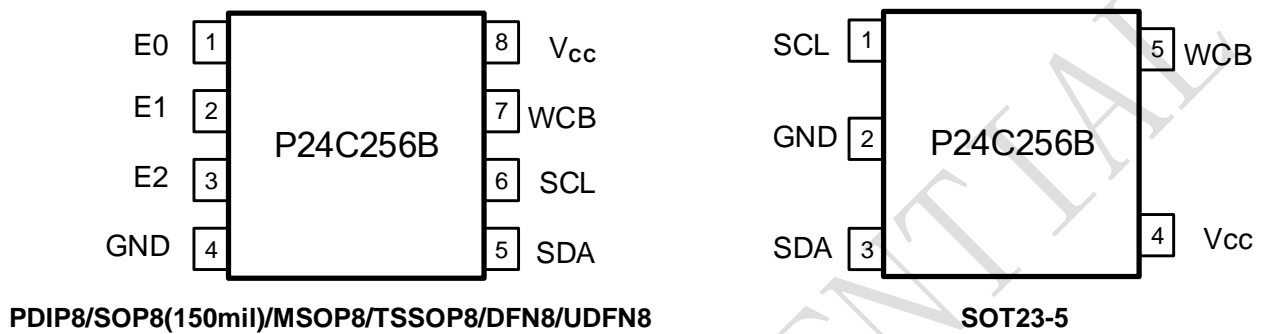 E0 1 8 Vcc
E1 2 7 WCB
P24C256B
E2 3 6 SCL
GND 4 5 SDA
PDIP8/SOP8(150mil)/MSOP8/TSSOP8/DFN8/UDFN8
SCL 1 5 WCB
GND 2 P24C256B
SDA 3 4 Vcc
SOT23-5
ENTIAL